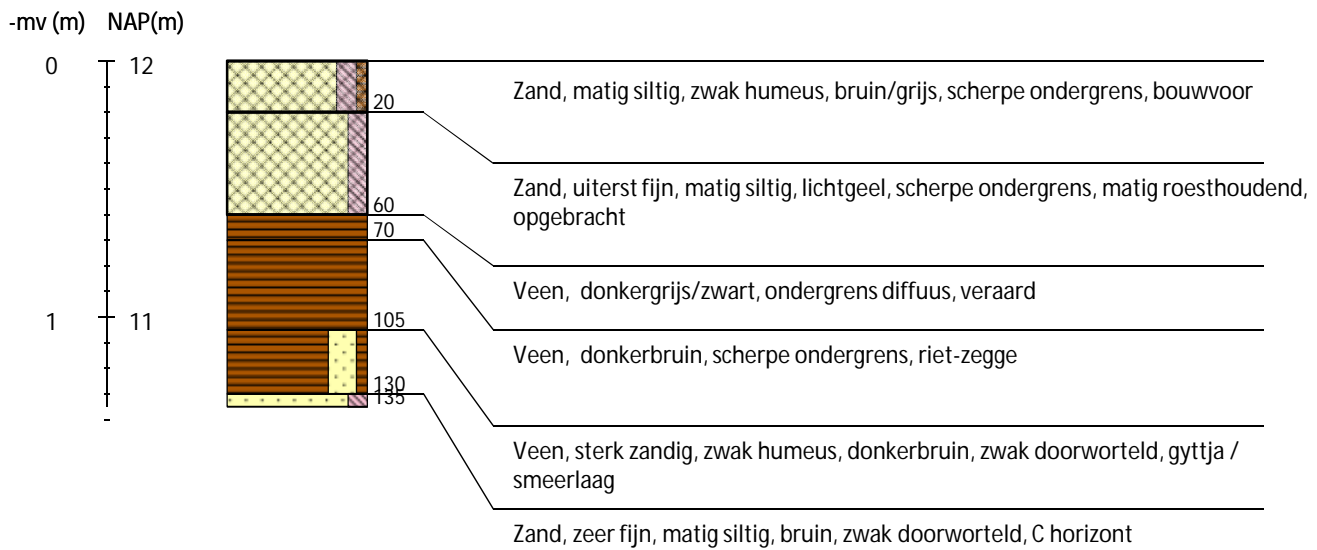 -mv (m) NAP(m)
0 12
Zand, matig siltig, zwak humeus, bruin/grijs, scherpe ondergrens, bouwvoor
20
Zand, uiterst fijn, matig siltig, lichtgeel, scherpe ondergrens, matig roesthoudend,
opgebracht
60
70
Veen, donkergrijs/zwart, ondergrens diffuus, veraard
1 11
105
Veen, donkerbruin, scherpe ondergrens, riet-zegge
130
135
Veen, sterk zandig, zwak humeus, donkerbruin, zwak doorworteld, gyttja /
smeerlaag
Zand, zeer fijn, matig siltig, bruin, zwak doorworteld, C horizont